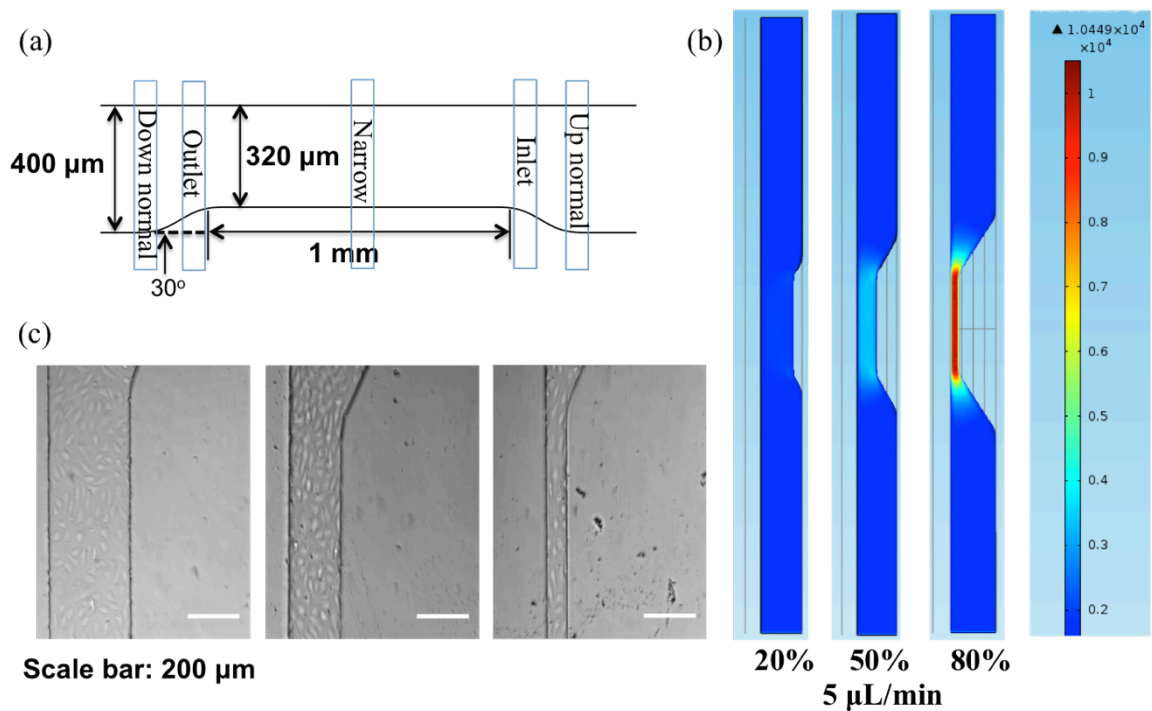 (a)
Down normal
Outlet
Narrow
Inlet
Up normal
400 µm
320 µm
1 mm
30°
(b)
▲ 1.0449×10⁴
×10⁴
1
0.9
0.8
0.7
0.6
0.5
0.4
0.3
0.2
20%
50%
80%
5 µL/min
(c)
Scale bar: 200 µm